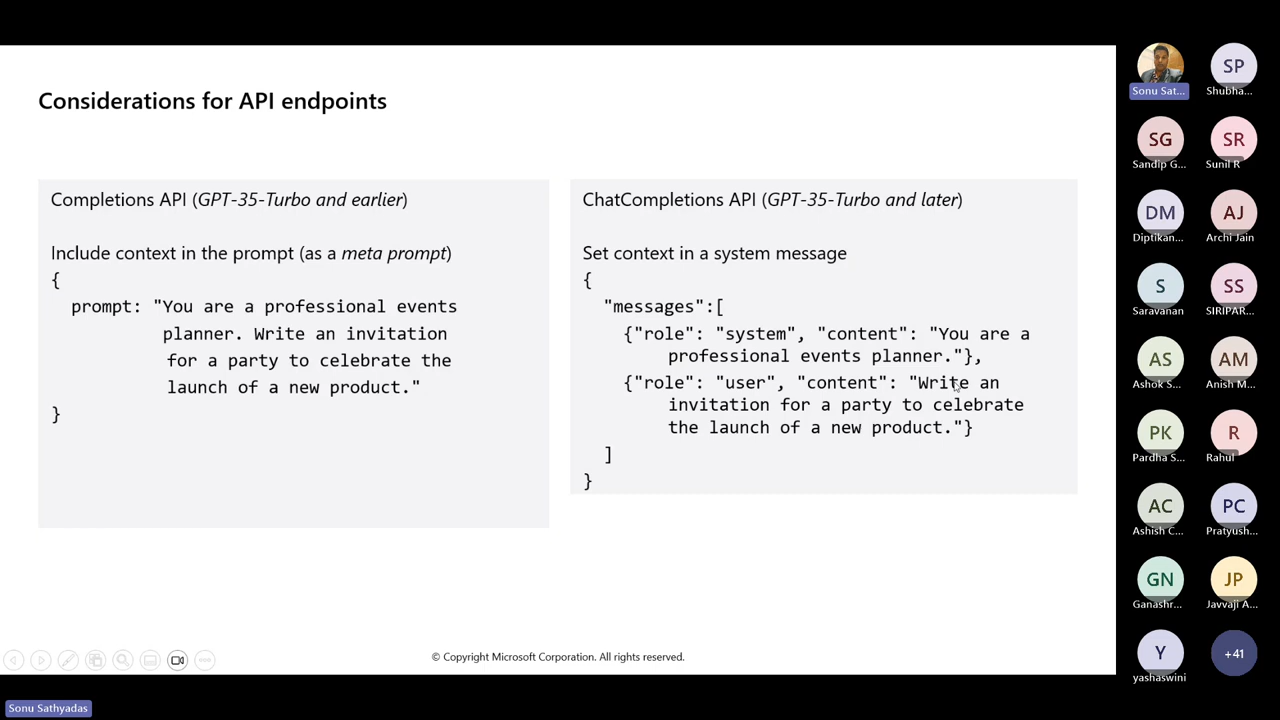 Considerations for API endpoints
Completions API (GPT-35-Turbo and earlier)
Include context in the prompt (as a meta prompt)
{
prompt: "You are a professional events
planner. Write an invitation
for a party to celebrate the
launch of a new product."
}
ChatCompletions API (GPT-35-Turbo and later)
Set context in a system message
{
"messages":[
{"role": "system", "content": "You are a
professional events planner."},
{"role": "user", "content": "Write an
invitation for a party to celebrate
the launch of a new product."}
]
}
© Copyright Microsoft Corporation. All rights reserved.
Sonu Sathyadas
Sonu Sat...
SP
Shubha...
SG
Sandip G...
SR
Sunil R
DM
Diptikan...
AJ
Archi Jain
S
Saravanan
SS
SIRIPAR...
AS
Ashok S...
AM
Anish M...
PK
Pardha S...
R
Rahul
AC
Ashish C...
PC
Pratyush...
GN
Ganashr...
JP
Javvaji A...
Y
yashaswini
+41